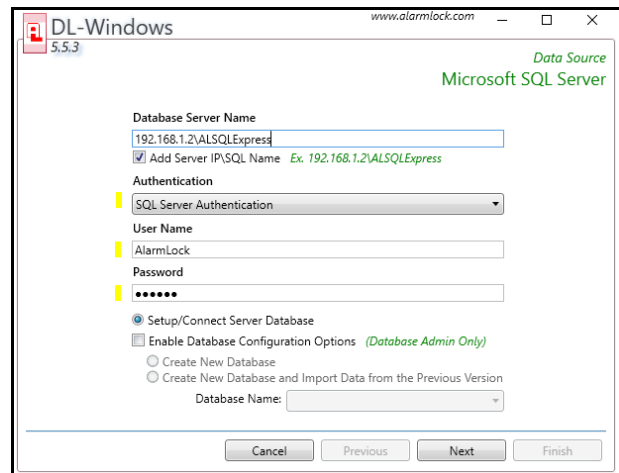 DL-Windows
www.alarmlock.com
5.5.3
Data Source
Microsoft SQL Server
Database Server Name
192.168.1.2\ALSQLExpress
Add Server IP\SQL Name Ex. 192.168.1.2\ALSQLExpress
Authentication
SQL Server Authentication
User Name
AlarmLock
Password
••••••
Setup/Connect Server Database
Enable Database Configuration Options (Database Admin Only)
Create New Database
Create New Database and Import Data from the Previous Version
Database Name:
Cancel Previous Next Finish